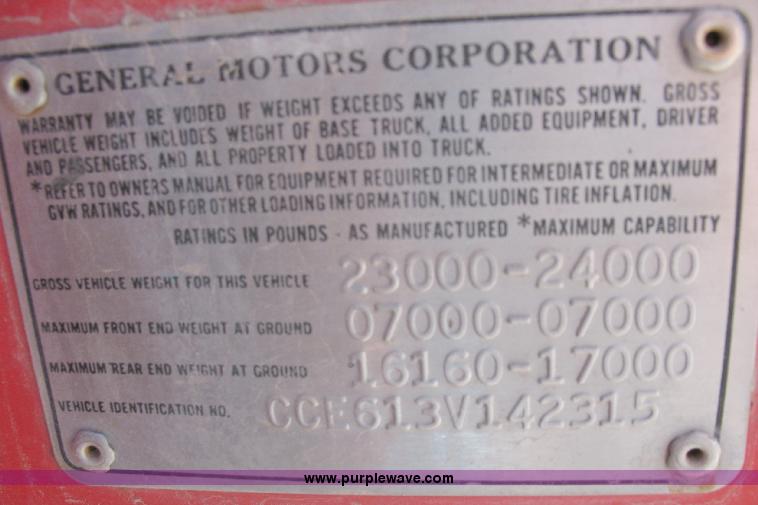 GENERAL MOTORS CORPORATION
WARRANTY MAY BE VOIDED IF WEIGHT EXCEEDS ANY OF RATINGS SHOWN. GROSS
VEHICLE WEIGHT INCLUDES WEIGHT OF BASE TRUCK, ALL ADDED EQUIPMENT, DRIVER
AND PASSENGERS, AND ALL PROPERTY LOADED INTO TRUCK.
*REFER TO OWNERS MANUAL FOR EQUIPMENT REQUIRED FOR INTERMEDIATE OR MAXIMUM
GVW RATINGS, AND FOR OTHER LOADING INFORMATION, INCLUDING TIRE INFLATION.
RATINGS IN POUNDS - AS MANUFACTURED *MAXIMUM CAPABILITY
GROSS VEHICLE WEIGHT FOR THIS VEHICLE 23000-24000
MAXIMUM FRONT END WEIGHT AT GROUND 07000-07000
MAXIMUM REAR END WEIGHT AT GROUND 16160-17000
VEHICLE IDENTIFICATION NO. CCE613V142315
www.purplewave.com